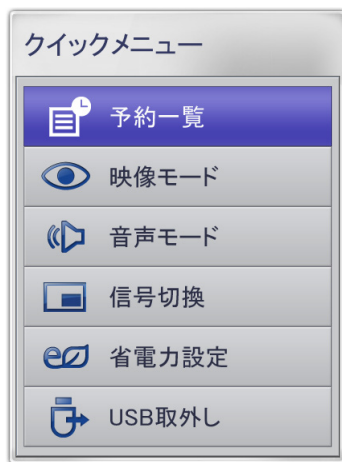 クイックメニュー
予約一覧
映像モード
音声モード
信号切換
省電力設定
USB取外し